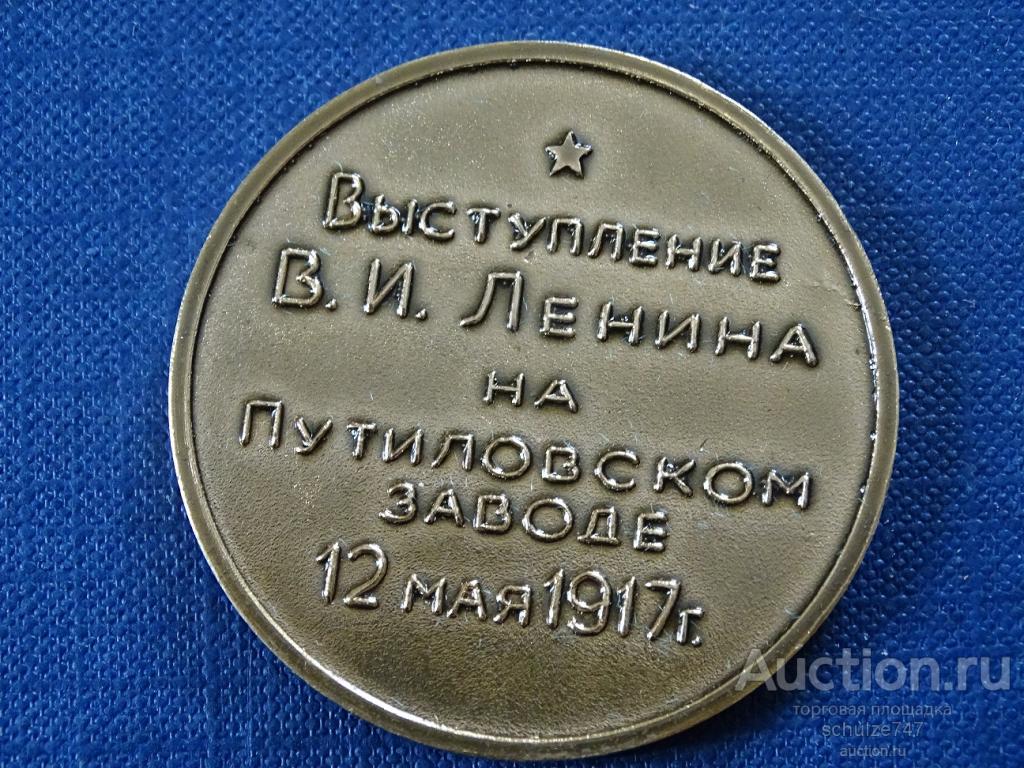 Выступление
В. И. Ленина
на
Путиловском
заводе
12 мая 1917 г.
Auction.ru
торговая площадка
schulze747
auction.ru